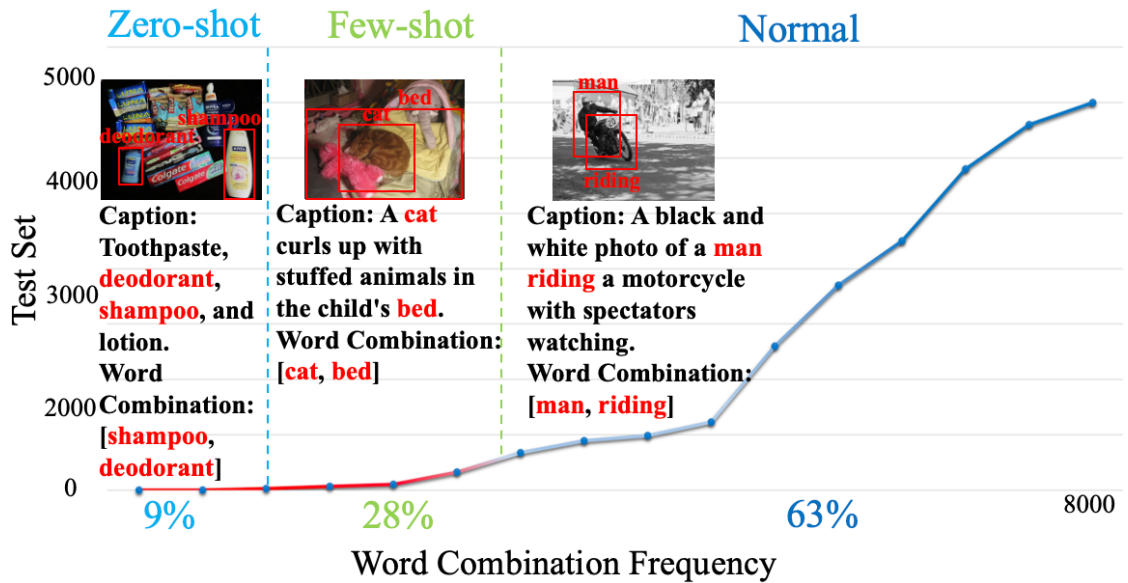 Zero-shot
Few-shot
Normal
5000
4000
3000
2000
0
Test Set
deodorant
shampoo
Colgate
Colgate
NIVEA
Caption:
Toothpaste,
deodorant,
shampoo, and
lotion.
Word
Combination:
[shampoo,
deodorant]
bed
cat
Caption: A cat
curls up with
stuffed animals in
the child's bed.
Word Combination:
[cat, bed]
man
riding
Caption: A black and
white photo of a man
riding a motorcycle
with spectators
watching.
Word Combination:
[man, riding]
9%
28%
63%
8000
Word Combination Frequency